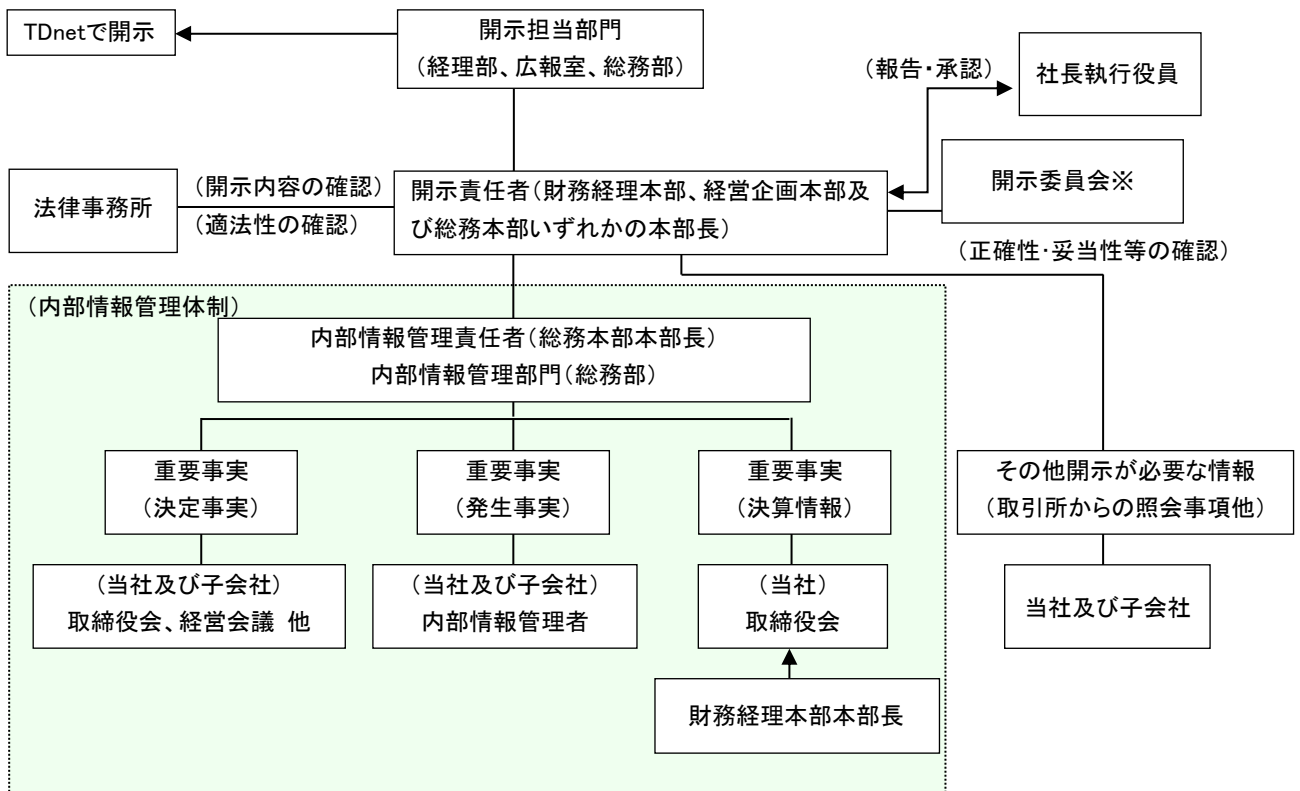 TDnetで開示
開示担当部門
（経理部、広報室、総務部）
（報告・承認）
社長執行役員
法律事務所
（開示内容の確認）
（適法性の確認）
開示責任者（財務経理本部、経営企画本部及
び総務本部いずれかの本部長）
開示委員会※
（正確性・妥当性等の確認）
（内部情報管理体制）
内部情報管理責任者（総務本部本部長）
内部情報管理部門（総務部）
重要事実
（決定事実）
重要事実
（発生事実）
重要事実
（決算情報）
その他開示が必要な情報
（取引所からの照会事項他）
（当社及び子会社）
取締役会、経営会議 他
（当社及び子会社）
内部情報管理者
（当社）
取締役会
当社及び子会社
財務経理本部本部長